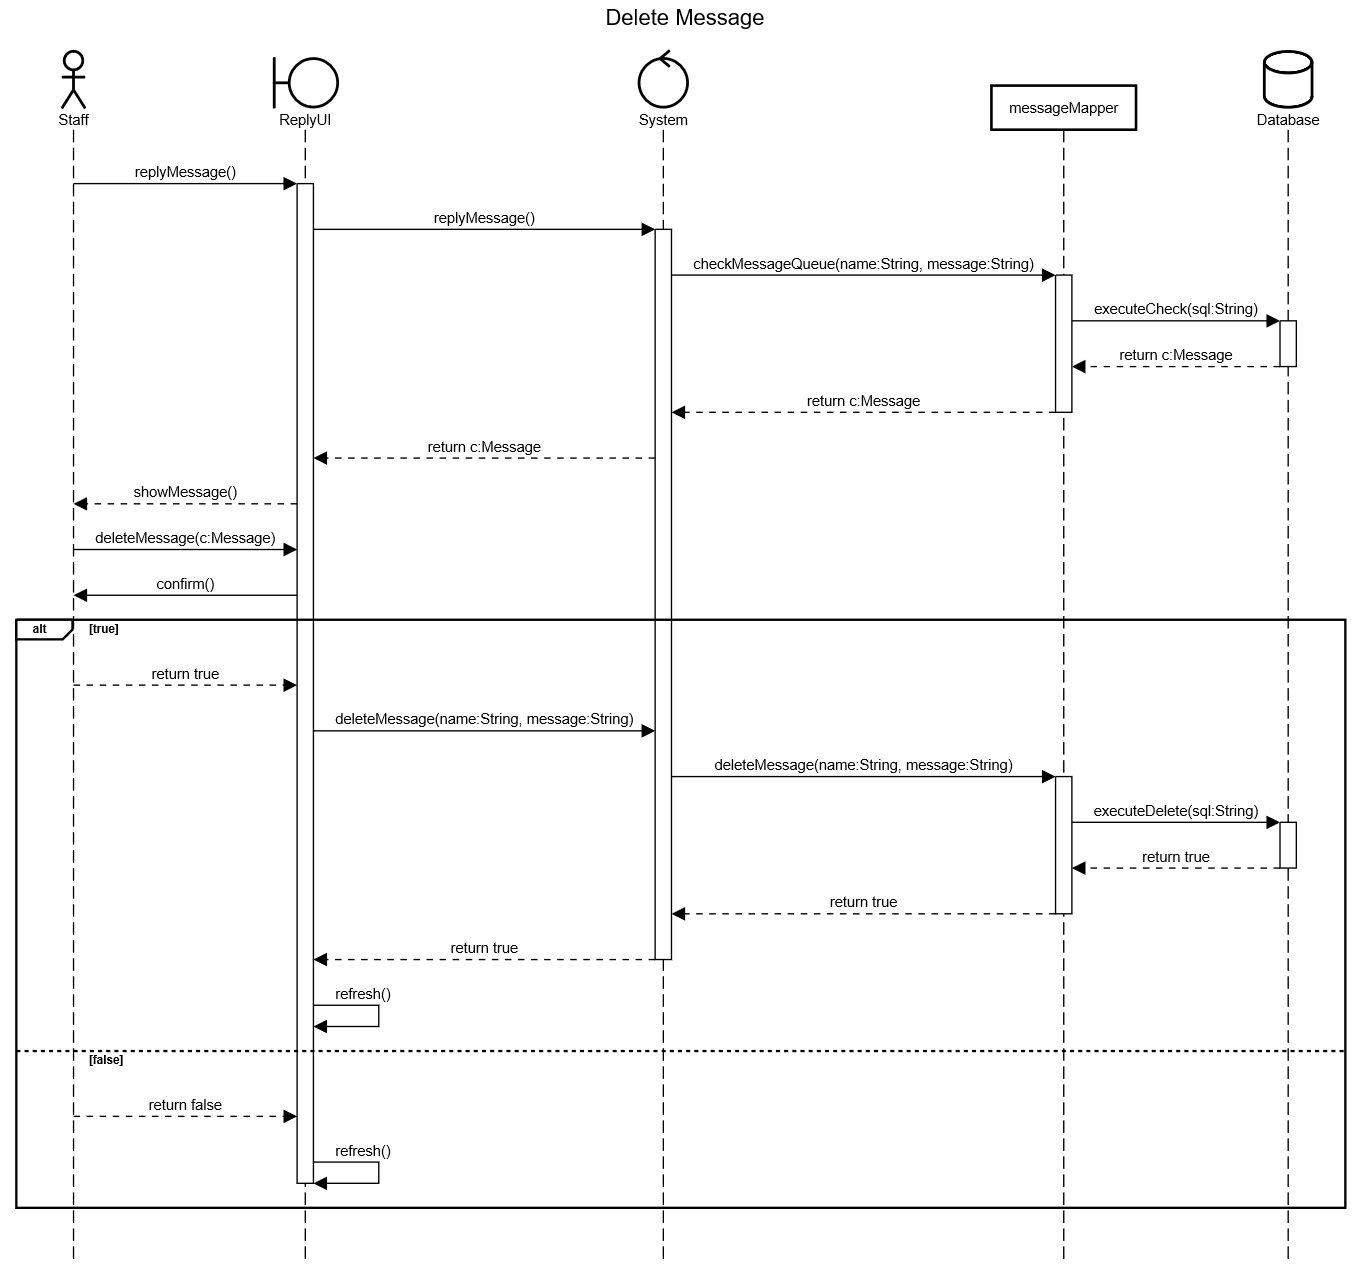 Delete Message
Staff
ReplyUI
System
messageMapper
Database
replyMessage()
replyMessage()
checkMessageQueue(name:String, message:String)
executeCheck(sql:String)
return c:Message
return c:Message
return c:Message
showMessage()
deleteMessage(c:Message)
confirm()
alt [true]
return true
deleteMessage(name:String, message:String)
deleteMessage(name:String, message:String)
executeDelete(sql:String)
return true
return true
return true
refresh()
[false]
return false
refresh()